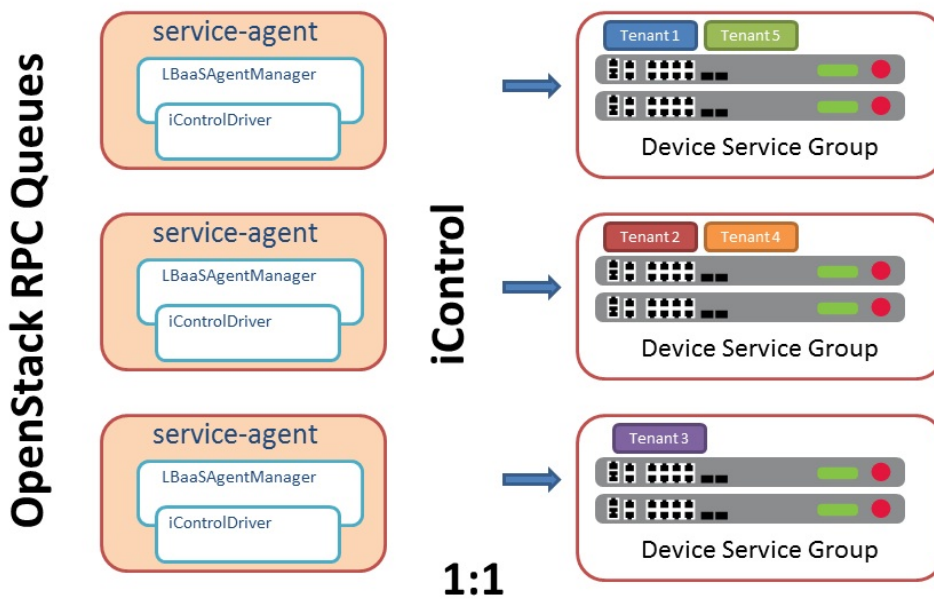 OpenStack RPC Queues
service-agent
LBaaSAgentManager
iControlDriver
Tenant 1
Tenant 5
Device Service Group
service-agent
LBaaSAgentManager
iControlDriver
iControl
Tenant 2
Tenant 4
Device Service Group
service-agent
LBaaSAgentManager
iControlDriver
Tenant 3
Device Service Group
1:1